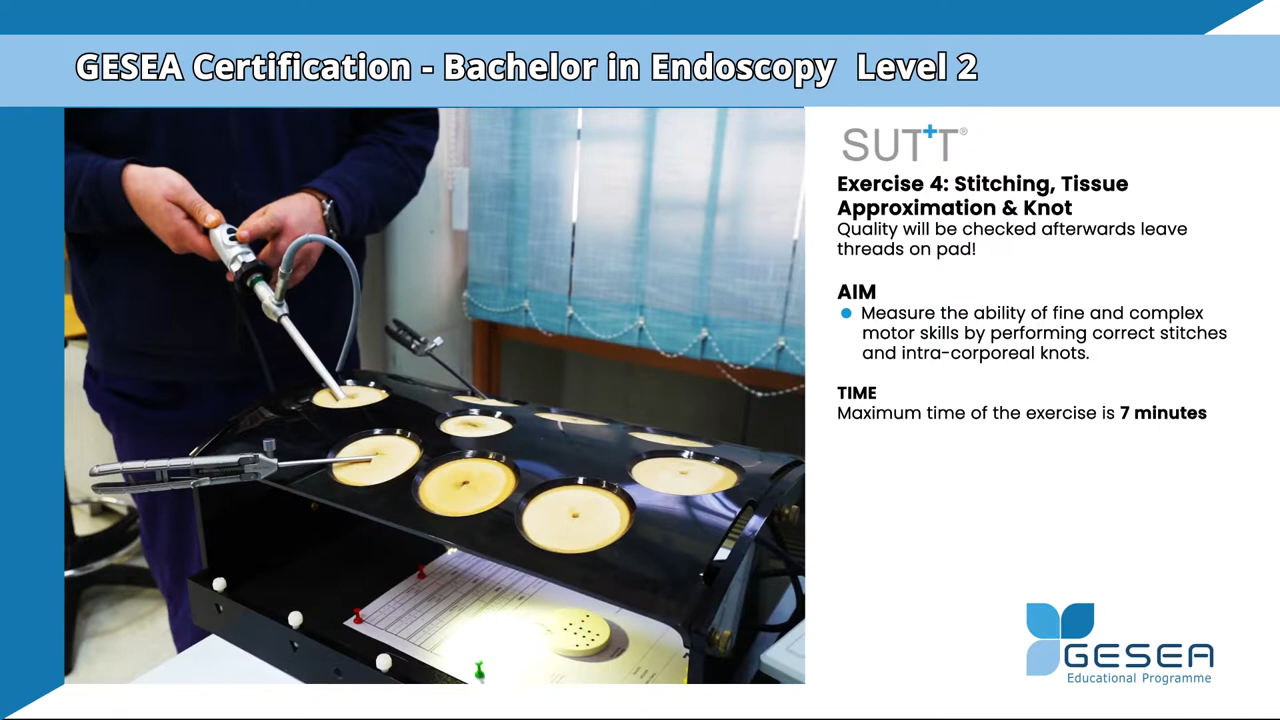 GESEA Certification - Bachelor in Endoscopy Level 2
SUTT®
Exercise 4: Stitching, Tissue
Approximation & Knot
Quality will be checked afterwards leave
threads on pad!
AIM
Measure the ability of fine and complex
motor skills by performing correct stitches
and intra-corporeal knots.
TIME
Maximum time of the exercise is 7 minutes
GESEA
Educational Programme